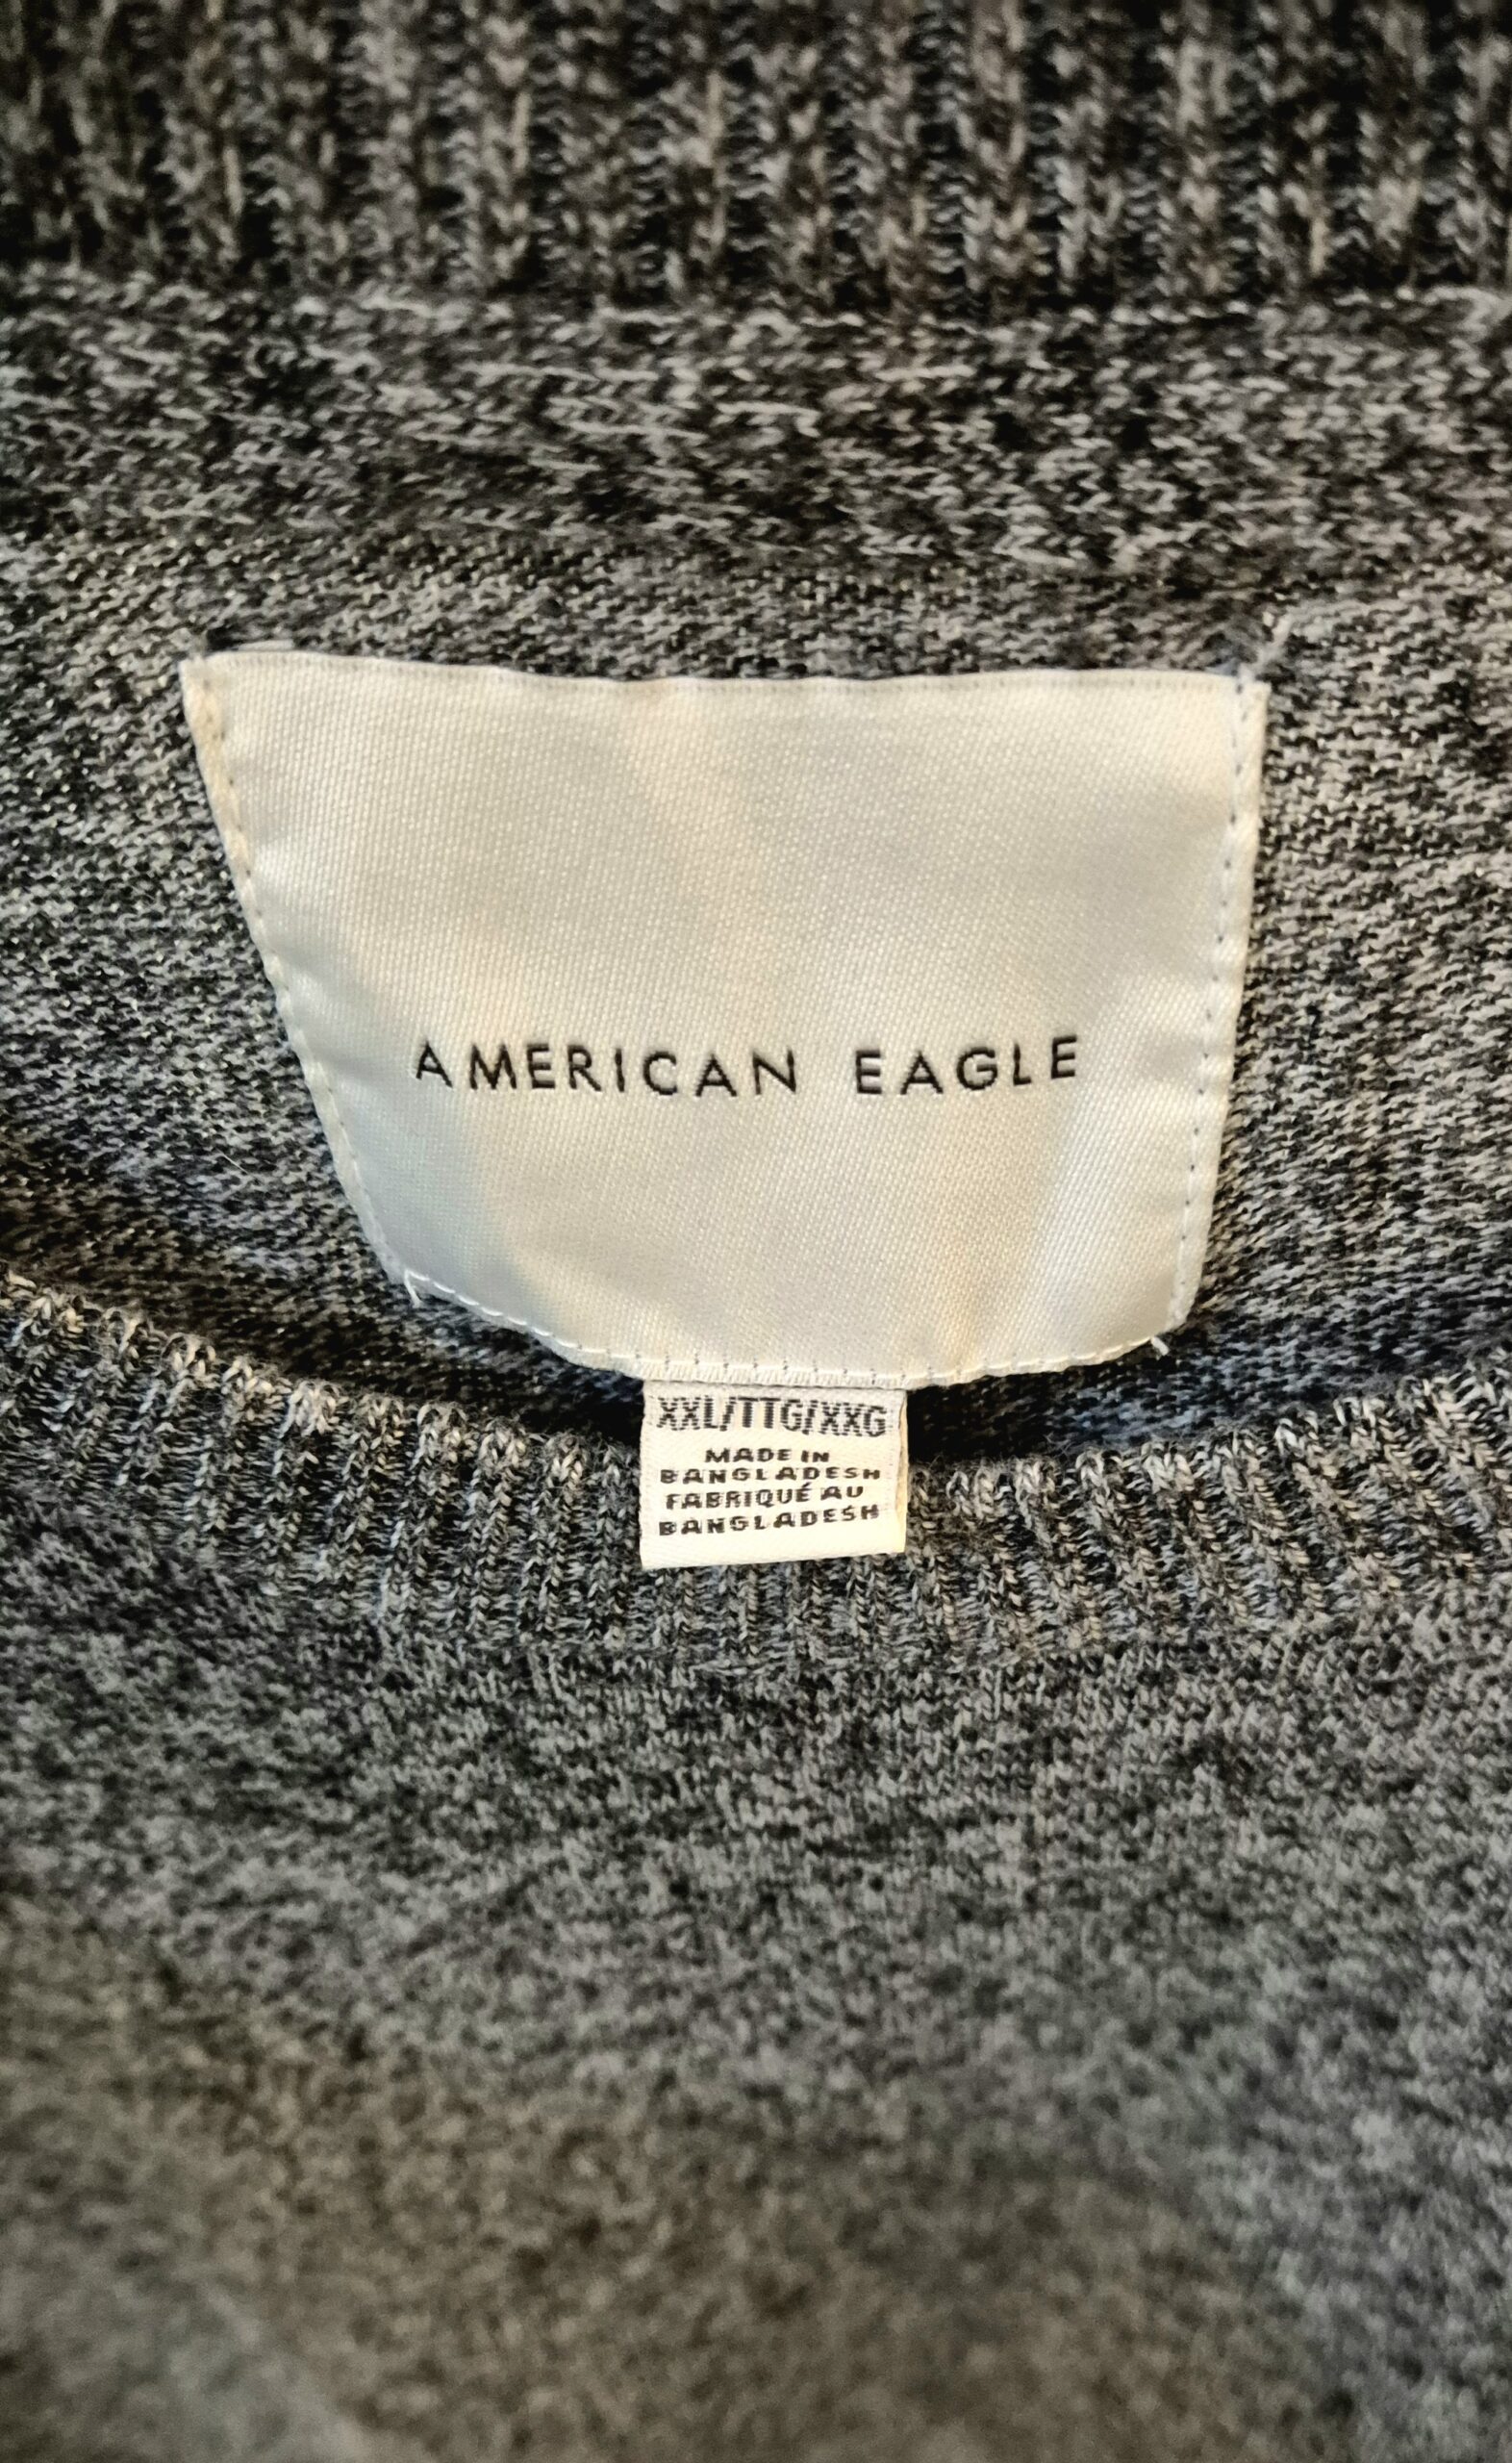 AMERICAN EAGLE
XXL/TTG/XXG
MADE IN
BANGLADESH
FABRIQUÉ AU
BANGLADESH